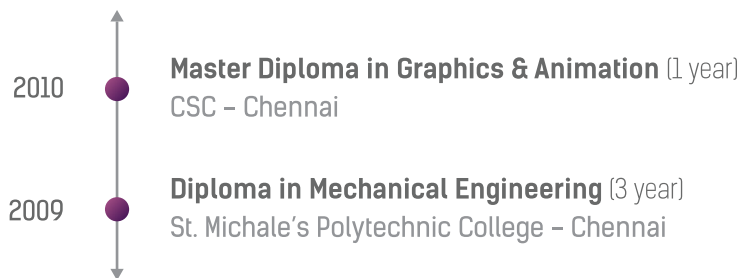 2010
Master Diploma in Graphics & Animation (1 year)
CSC – Chennai
2009
Diploma in Mechanical Engineering (3 year)
St. Michale's Polytechnic College – Chennai